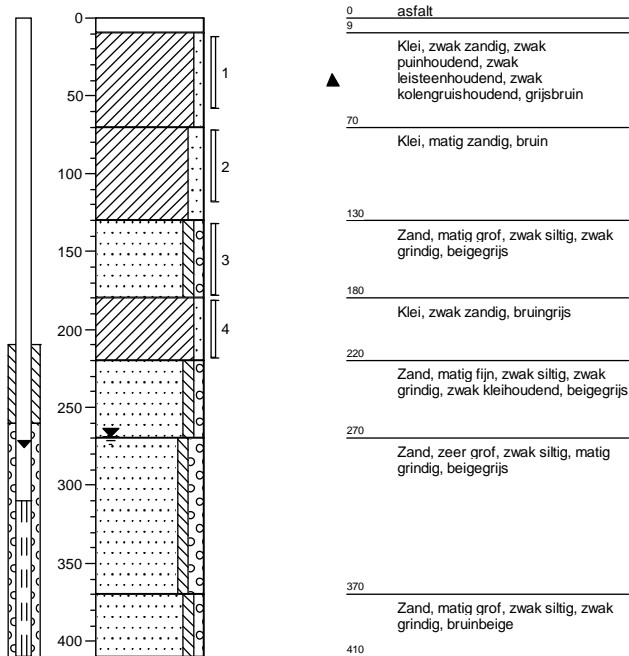 0
50
100
150
200
250
300
350
400
1
2
3
4
0 asfalt
9
Klei, zwak zandig, zwak
puinhoudend, zwak
leisteenhoudend, zwak
kolengruishoudend, grijsbruin
70
Klei, matig zandig, bruin
130
Zand, matig grof, zwak siltig, zwak
grindig, beigegrijs
180
Klei, zwak zandig, bruingrijs
220
Zand, matig fijn, zwak siltig, zwak
grindig, zwak kleihoudend, beigegrijs
270
Zand, zeer grof, zwak siltig, matig
grindig, beigegrijs
370
Zand, matig grof, zwak siltig, zwak
grindig, bruinbeige
410